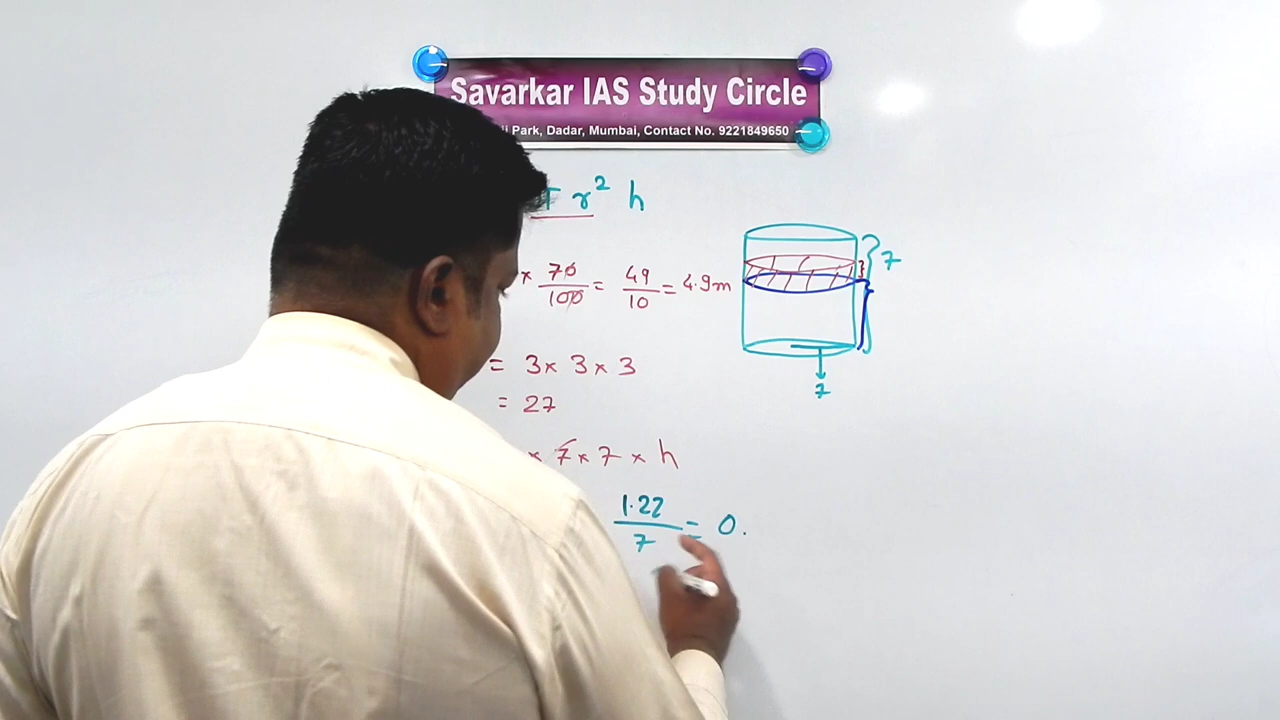 Savarkar IAS Study Circle
Park, Dadar, Mumbai, Contact No. 9221849650
r² h
7
× 70/100 = 49/10 = 4.9m
= 3 × 3 × 3
7
= 27
× 7 × 7 × h
1.22/7 = 0.